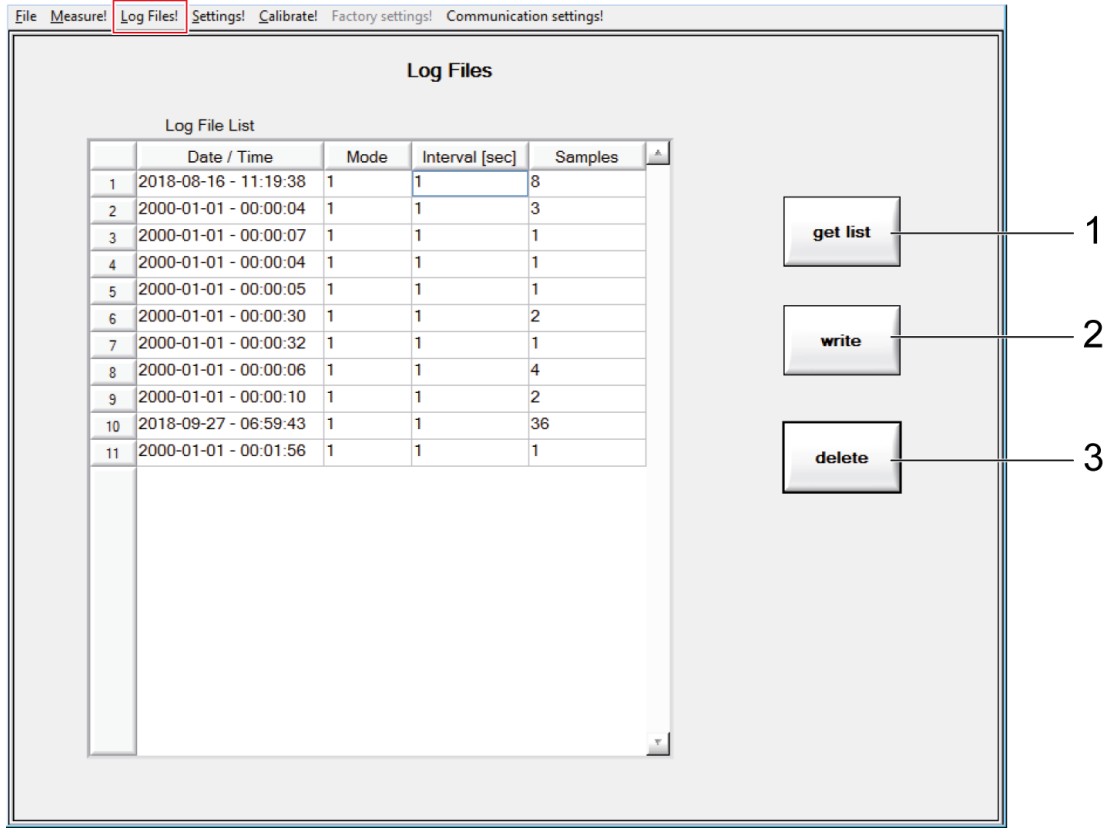 File Measure! Log Files! Settings! Calibrate! Factory settings! Communication settings!
Log Files
Log File List
Date / Time Mode Interval [sec] Samples
1 2018-08-16 - 11:19:38 1 1 8
2 2000-01-01 - 00:00:04 1 1 3
3 2000-01-01 - 00:00:07 1 1 1
4 2000-01-01 - 00:00:04 1 1 1
5 2000-01-01 - 00:00:05 1 1 1
6 2000-01-01 - 00:00:30 1 1 2
7 2000-01-01 - 00:00:32 1 1 1
8 2000-01-01 - 00:00:06 1 1 4
9 2000-01-01 - 00:00:10 1 1 2
10 2018-09-27 - 06:59:43 1 1 36
11 2000-01-01 - 00:01:56 1 1 1
get list 1
write 2
delete 3